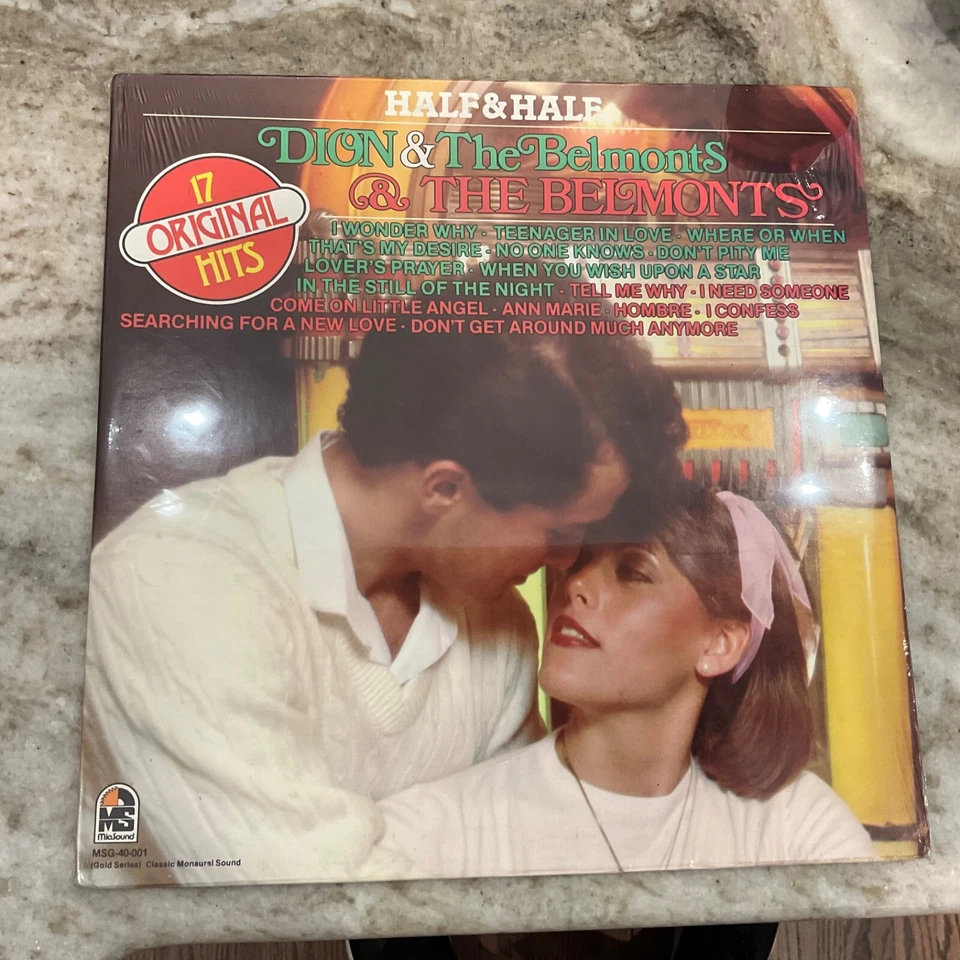 HALF & HALF
DION & The Belmonts
& THE BELMONTS
17
ORIGINAL
HITS
I WONDER WHY · TEENAGER IN LOVE · WHERE OR WHEN
THAT'S MY DESIRE · NO ONE KNOWS · DON'T PITY ME
LOVER'S PRAYER · WHEN YOU WISH UPON A STAR
IN THE STILL OF THE NIGHT · TELL ME WHY · I NEED SOMEONE
COME ON LITTLE ANGEL · ANN MARIE · HOMBRE · I CONFESS
SEARCHING FOR A NEW LOVE · DON'T GET AROUND MUCH ANYMORE
MS
MiaSound
MSG-40-001
(Gold Series) Classic Monaural Sound